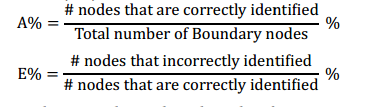 A% = # nodes that are correctly identified / Total number of Boundary nodes %
E% = # nodes that incorrectly identified / # nodes that are correctly identified %